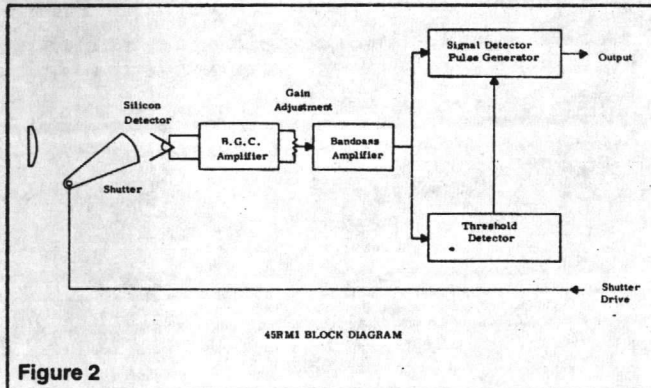 Signal Detector
Pulse Generator
Output
Gain
Adjustment
Silicon
Detector
B.G.C.
Amplifier
Bandpass
Amplifier
Shutter
Threshold
Detector
Shutter
Drive
45RM1 BLOCK DIAGRAM
Figure 2